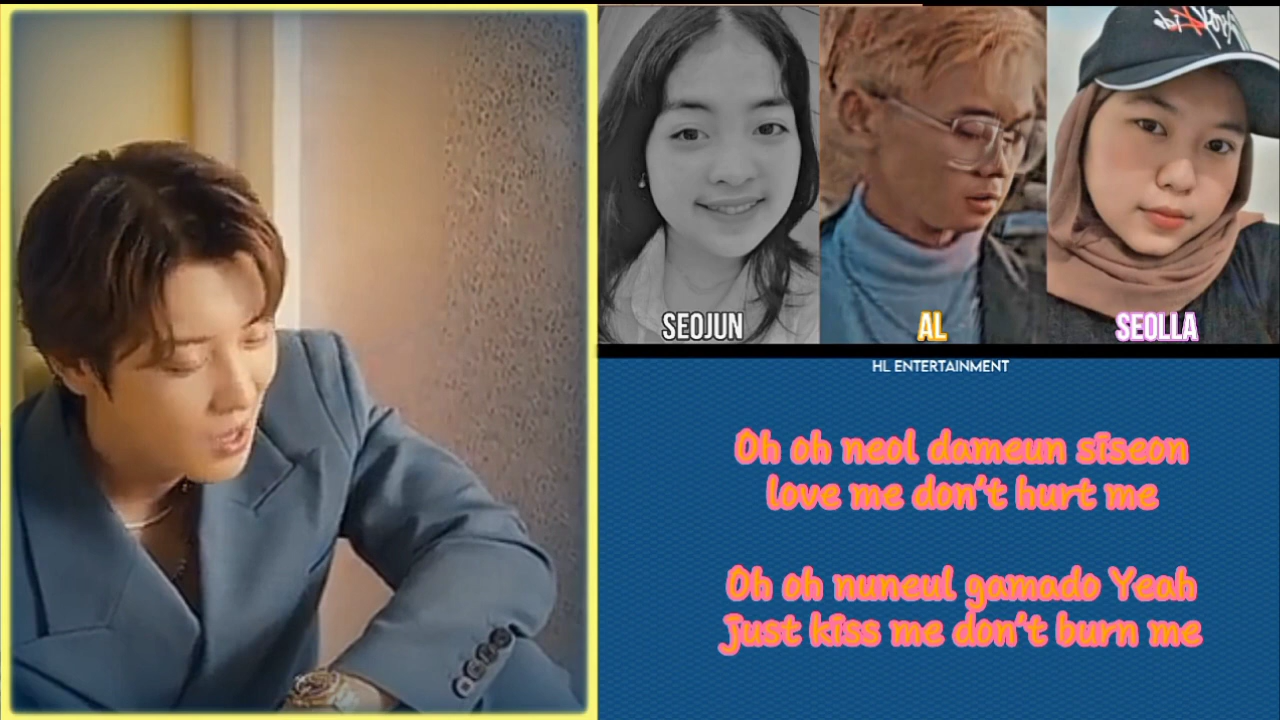 SEOJUN
AL
SEOLLA
HL ENTERTAINMENT
Oh oh neol dameun siseon
love me don't hurt me
Oh oh nuneul gamado Yeah
just kiss me don't burn me